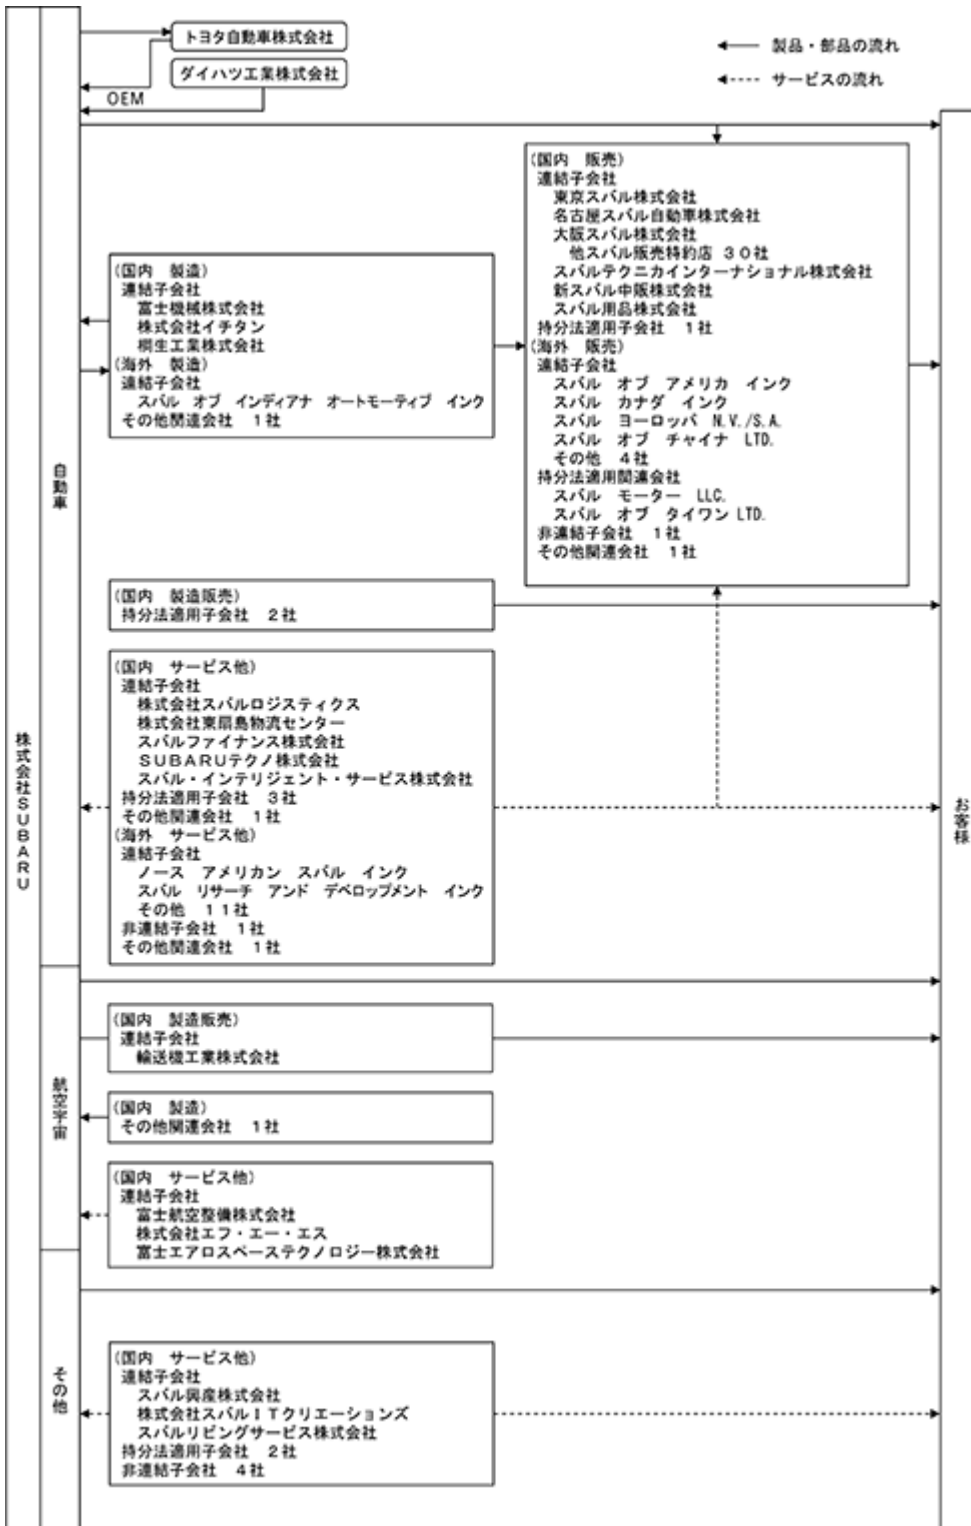 トヨタ自動車株式会社
ダイハツ工業株式会社
OEM
製品・部品の流れ
サービスの流れ
株式会社ＳＵＢＡＲＵ
自動車
(国内　製造)
連結子会社
富士機械株式会社
株式会社イチタン
桐生工業株式会社
(海外　製造)
連結子会社
スバル　オブ　インディアナ　オートモーティブ　インク
その他関連会社　１社
(国内　販売)
連結子会社
東京スバル株式会社
名古屋スバル自動車株式会社
大阪スバル株式会社
他スバル販売特約店　３０社
スバルテクニカインターナショナル株式会社
新スバル中販株式会社
スバル用品株式会社
持分法適用子会社　１社
(海外　販売)
連結子会社
スバル　オブ　アメリカ　インク
スバル　カナダ　インク
スバル　ヨーロッパ　N.V./S.A.
スバル　オブ　チャイナ　LTD.
その他　４社
持分法適用関連会社
スバル　モーター　LLC.
スバル　オブ　タイワン LTD.
非連結子会社　１社
その他関連会社　１社
(国内　製造販売)
持分法適用子会社　２社
(国内　サービス他)
連結子会社
株式会社スバルロジスティクス
株式会社東扇島物流センター
スバルファイナンス株式会社
ＳＵＢＡＲＵテクノ株式会社
スバル・インテリジェント・サービス株式会社
持分法適用子会社　３社
その他関連会社　１社
(海外　サービス他)
連結子会社
ノース　アメリカン　スバル　インク
スバル　リサーチ　アンド　デベロップメント　インク
その他　１１社
非連結子会社　１社
その他関連会社　１社
お客様
航空宇宙
(国内　製造販売)
連結子会社
輸送機工業株式会社
(国内　製造)
その他関連会社　１社
(国内　サービス他)
連結子会社
富士航空整備株式会社
株式会社エフ・エー・エス
富士エアロスペーステクノロジー株式会社
その他
(国内　サービス他)
連結子会社
スバル興産株式会社
株式会社スバルＩＴクリエーションズ
スバルリビングサービス株式会社
持分法適用子会社　２社
非連結子会社　４社